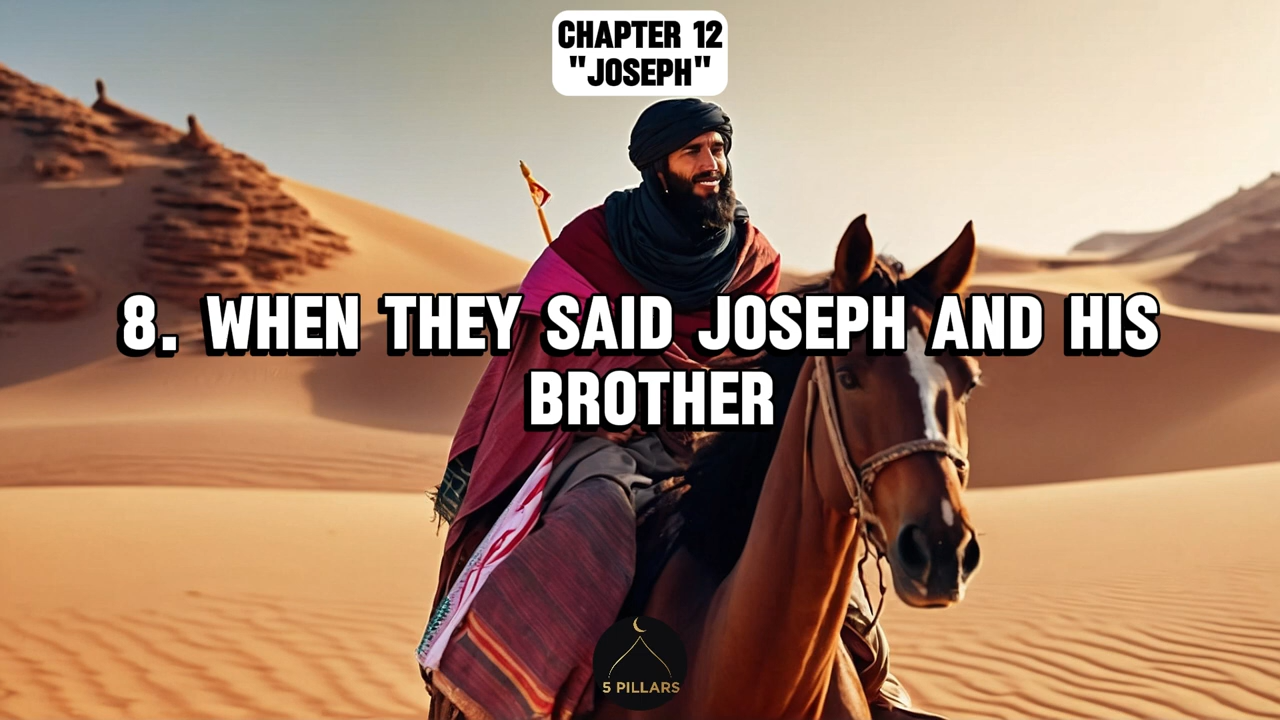 CHAPTER 12
"JOSEPH"
8. WHEN THEY SAID JOSEPH AND HIS
BROTHER
5 PILLARS